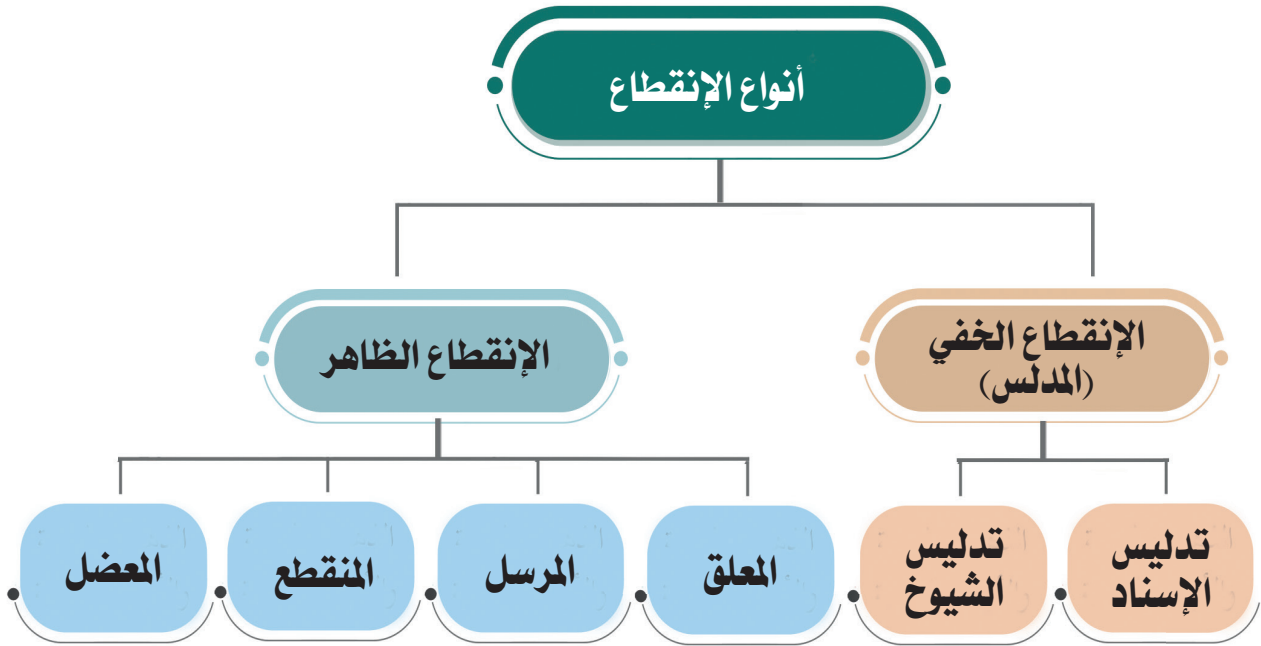 أنواع الإنقطاع
الإنقطاع الخفي
(المدلس)
الإنقطاع الظاهر
تدليس
الإسناد
تدليس
الشيوخ
المعلق
المرسل
المنقطع
المعضل